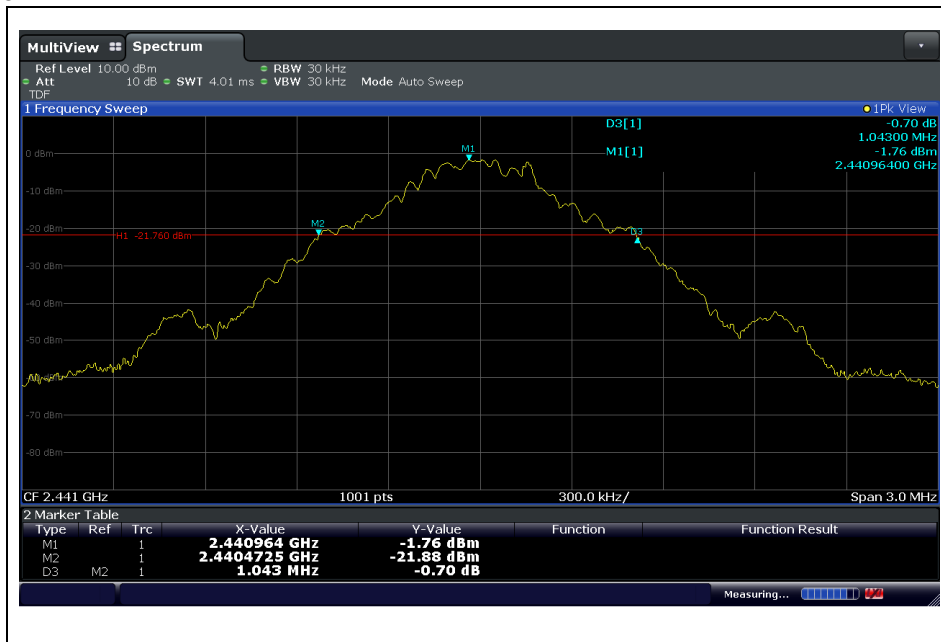 MultiView Spectrum
Ref Level 10.00 dBm RBW 30 kHz
Att 10 dB SWT 4.01 ms VBW 30 kHz Mode Auto Sweep
TDF
1 Frequency Sweep 1Pk View
D3[1] -0.70 dB
1.04300 MHz
M1[1] -1.76 dBm
2.44096400 GHz
M1
0 dBm
-10 dBm
M2
-20 dBm
D3
H1 -21.760 dBm
-30 dBm
-40 dBm
-50 dBm
-70 dBm
-80 dBm
CF 2.441 GHz 1001 pts 300.0 kHz/ Span 3.0 MHz
2 Marker Table
Type Ref Trc X-Value Y-Value Function Function Result
M1 1 2.440964 GHz -1.76 dBm
M2 1 2.4404725 GHz -21.88 dBm
D3 M2 1 1.043 MHz -0.70 dB
Measuring...